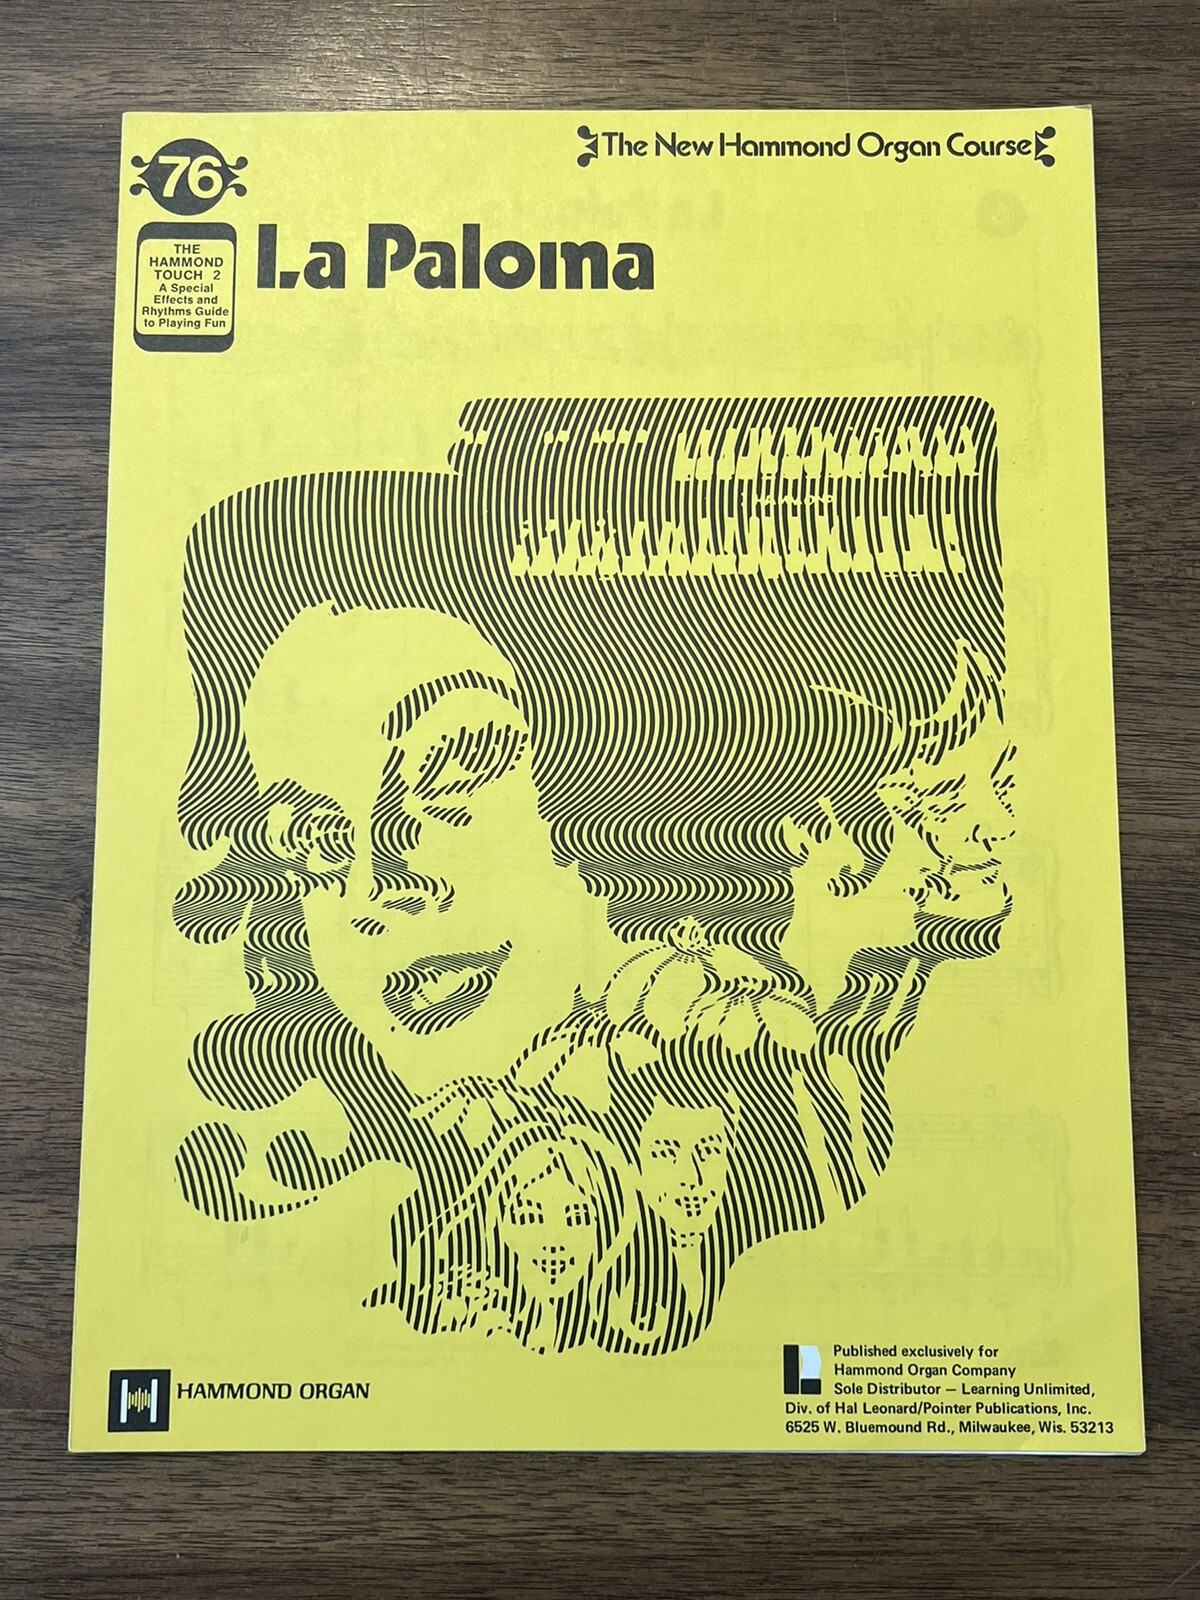 The New Hammond Organ Course
76
THE
HAMMOND
TOUCH 2
A Special
Effects and
Rhythms Guide
to Playing Fun
La Paloma
HAMMOND
HAMMOND ORGAN
Published exclusively for
Hammond Organ Company
Sole Distributor — Learning Unlimited,
Div. of Hal Leonard/Pointer Publications, Inc.
6525 W. Bluemound Rd., Milwaukee, Wis. 53213